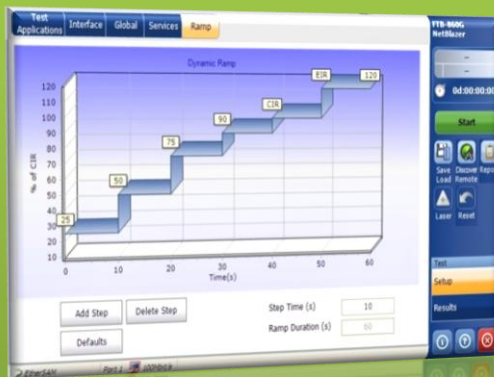 Test Applications
Interface
Global
Services
Ramp
Dynamic Ramp
% of CIR
120
110
100
90
80
70
60
50
40
30
20
10
25
50
75
90
CIR
EIR
120
0
10
20
30
40
50
60
Time(s)
Add Step
Delete Step
Defaults
Step Time (s)
10
Ramp Duration (s)
60
EtherSAM
Port 1
100Mbit/s
FTB-860G
NetBlazer
--
--
0d:00:00:00
Start
Save Load
Discover Remote
Laser
Reset
Test
Setup
Results